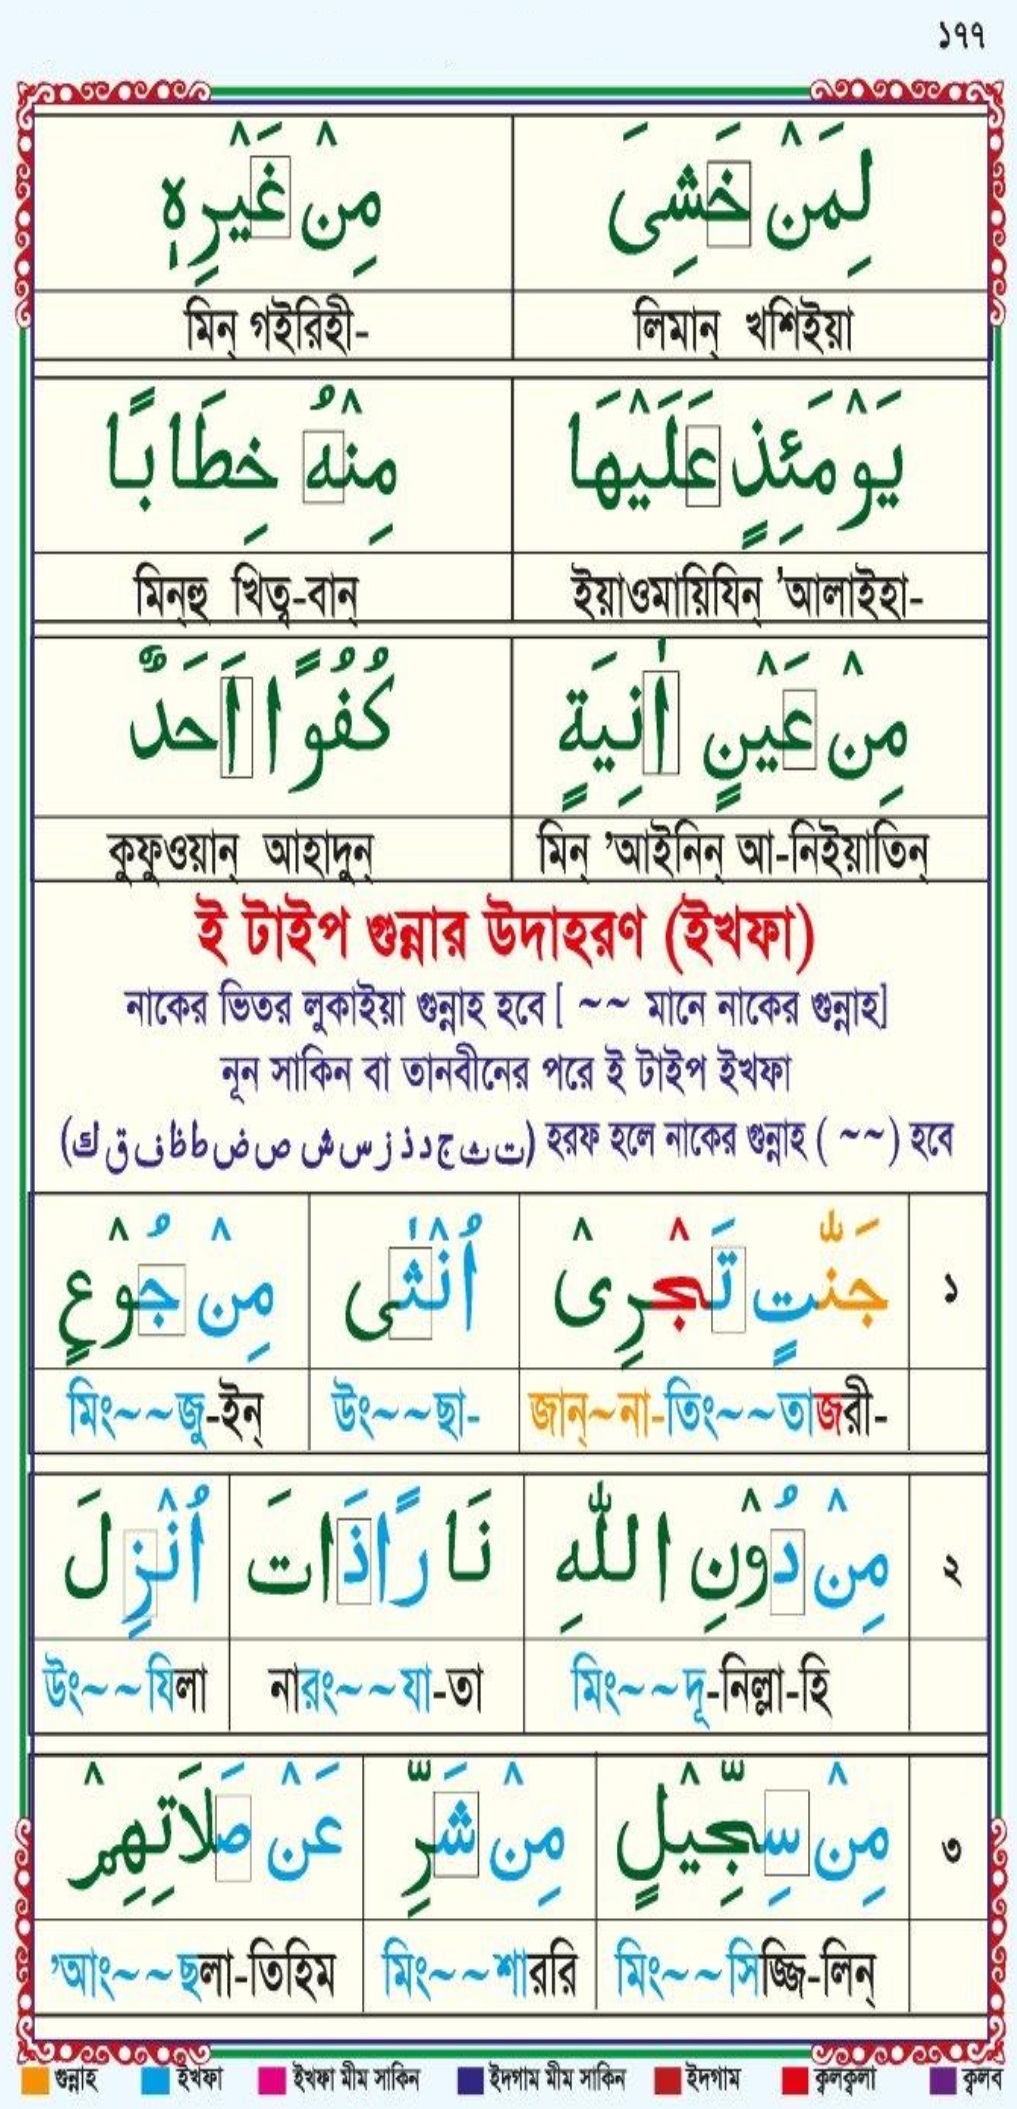 ১৭৭
لِمَنْ خَشِىَ مِنْ غَيْرِهٖ
লিমান্ খশিইয়া মিন্ গইরিহী-
يَوْمَئِذٍ عَلَيْهَا مِنْهُ خِطَابًا
ইয়াওমায়িযিন্ ’আলাইহা- মিন্হু খিত্ব-বান্
مِنْ عَيْنٍ اٰنِيَةٍ كُفُوًا اَحَدٌ
মিন্ ’আইনিন্ আ-নিইয়াতিন্ কুফুওয়ান্ আহাদুন্
ই টাইপ গুন্নার উদাহরণ (ইখফা)
নাকের ভিতর লুকাইয়া গুন্নাহ হবে [ ~~ মানে নাকের গুন্নাহ]
নূন সাকিন বা তানবীনের পরে ই টাইপ ইখফা
(ت ث ج د ذ ز س ش ص ض ط ظ ف ق ك) হরফ হলে নাকের গুন্নাহ ( ~~ ) হবে
১ جَنّٰتٍ تَجْرِىْ اُنْثٰى مِنْ جُوْعٍ
জান্~না-তিং~~তাজরী- উং~~ছা- মিং~~জু-ইন্
২ مِنْ دُوْنِ اللّٰهِ نَارًا ذَاتَ اُنْزِلَ
মিং~~দূ-নিল্লা-হি নারং~~যা-তা উং~~যিলা
৩ مِنْ سِجِّيْلٍ مِنْ شَرِّ عَنْ صَلَاتِهِمْ
মিং~~সিজ্জি-লিন্ মিং~~শাররি ’আং~~ছলা-তিহিম
গুন্নাহ ইখফা ইখফা মীম সাকিন ইদগাম মীম সাকিন ইদগাম ক্বলক্বলা ক্বলব